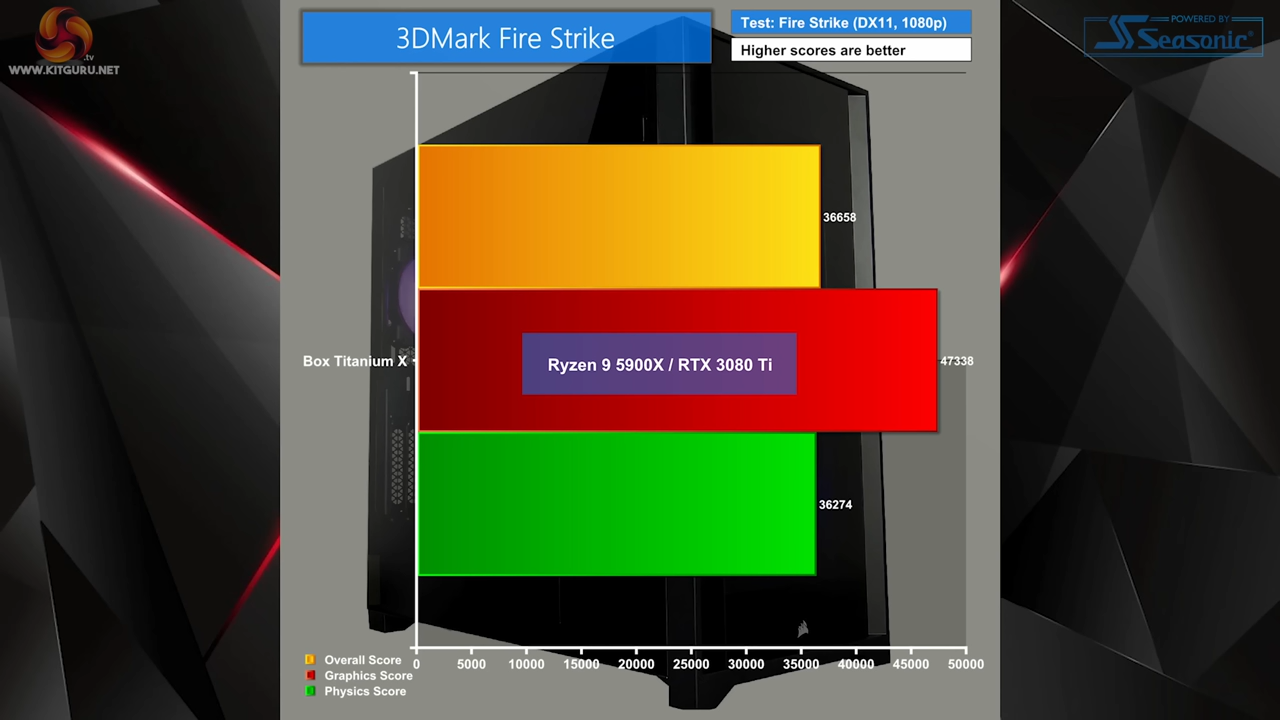 3DMark Fire Strike
Test: Fire Strike (DX11, 1080p)
Higher scores are better
POWERED BY
Seasonic®
.tv
WWW.KITGURU.NET
36658
Box Titanium X
Ryzen 9 5900X / RTX 3080 Ti
47338
36274
Overall Score
Graphics Score
Physics Score
0 5000 10000 15000 20000 25000 30000 35000 40000 45000 50000